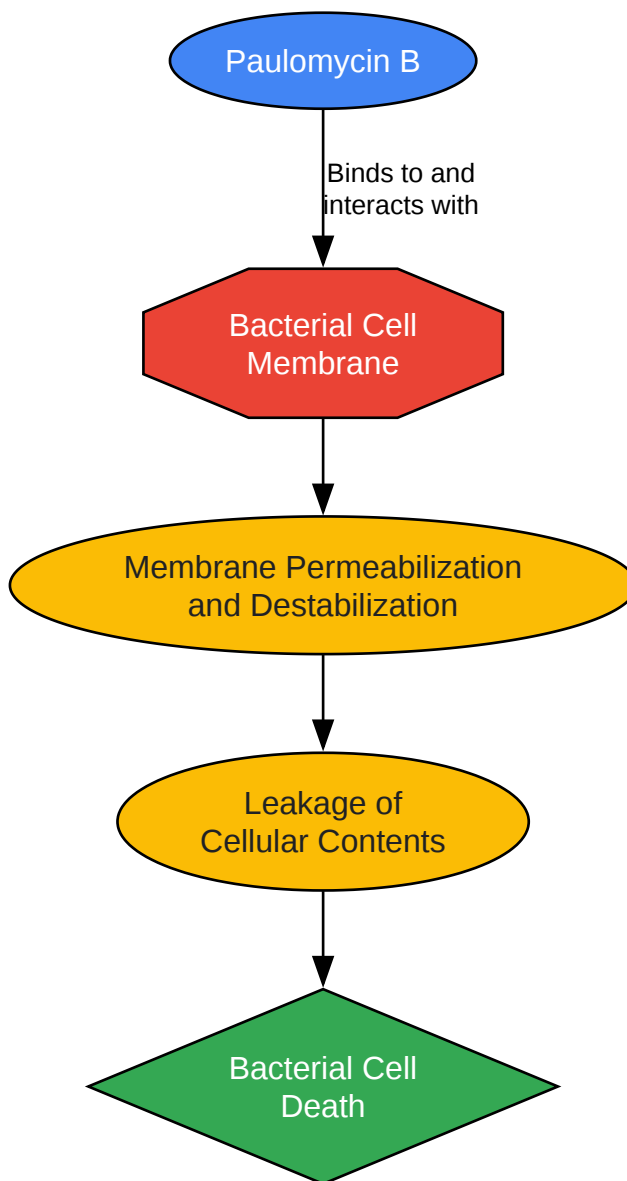 Paulomycin B
Binds to and
interacts with
Bacterial Cell
Membrane
Membrane Permeabilization
and Destabilization
Leakage of
Cellular Contents
Bacterial Cell
Death